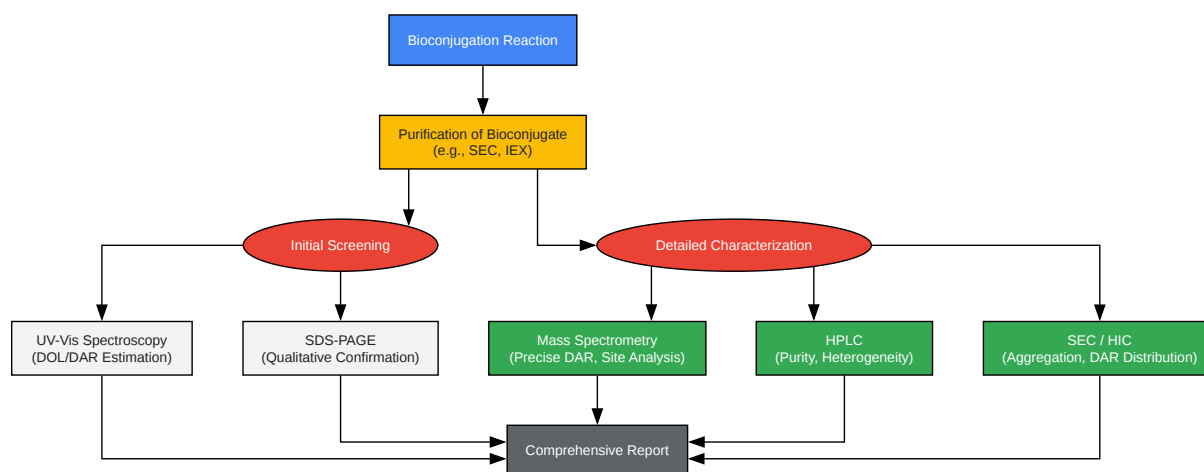 Bioconjugation Reaction
Purification of Bioconjugate
(e.g., SEC, IEX)
Initial Screening
Detailed Characterization
UV-Vis Spectroscopy
(DOL/DAR Estimation)
SDS-PAGE
(Qualitative Confirmation)
Mass Spectrometry
(Precise DAR, Site Analysis)
HPLC
(Purity, Heterogeneity)
SEC / HIC
(Aggregation, DAR Distribution)
Comprehensive Report